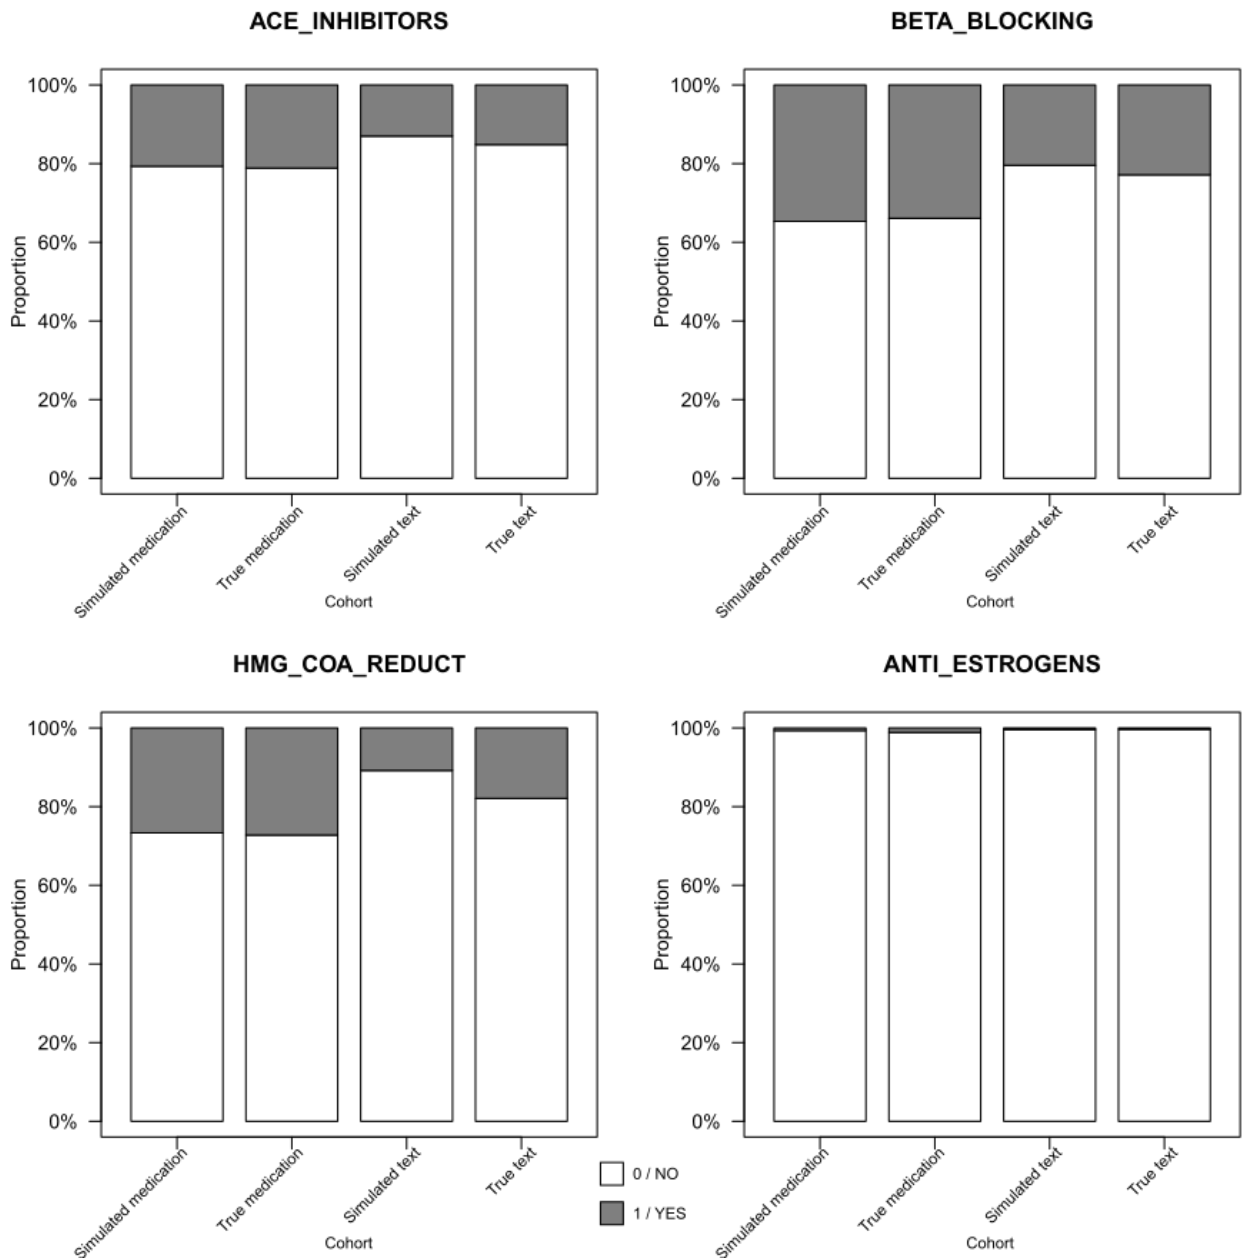 ACE_INHIBITORS
Proportion
100%
80%
60%
40%
20%
0%
Simulated medication
True medication
Simulated text
True text
Cohort
BETA_BLOCKING
Proportion
100%
80%
60%
40%
20%
0%
Simulated medication
True medication
Simulated text
True text
Cohort
HMG_COA_REDUCT
Proportion
100%
80%
60%
40%
20%
0%
Simulated medication
True medication
Simulated text
True text
Cohort
0 / NO
1 / YES
ANTI_ESTROGENS
Proportion
100%
80%
60%
40%
20%
0%
Simulated medication
True medication
Simulated text
True text
Cohort